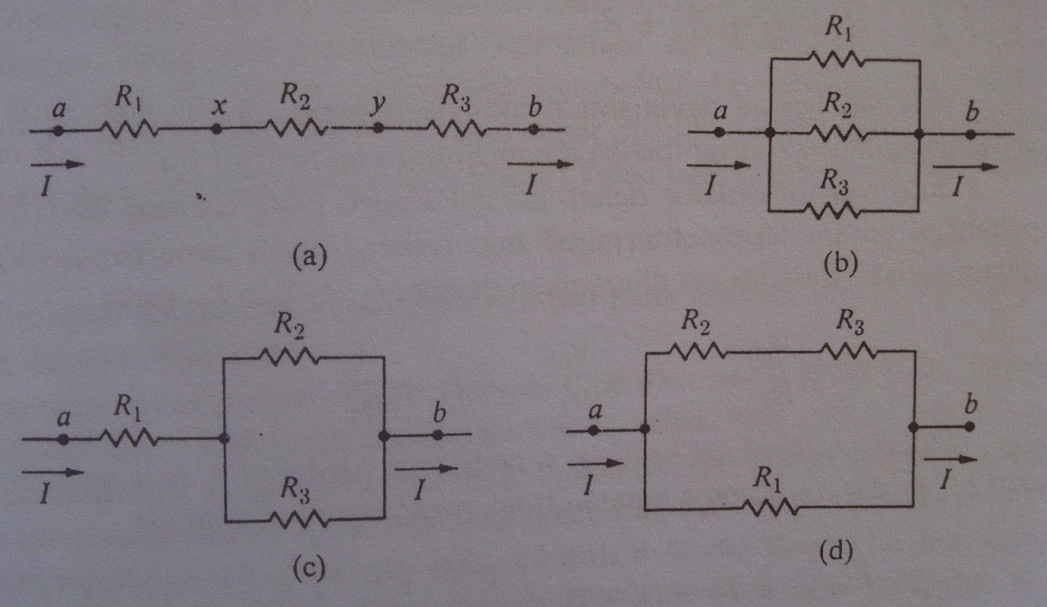 a R₁ x R₂ y R₃ b
I I
(a)
R₁
a R₂ b
I R₃ I
(b)
R₂
a R₁ b
I R₃ I
(c)
R₂ R₃
a b
I R₁ I
(d)